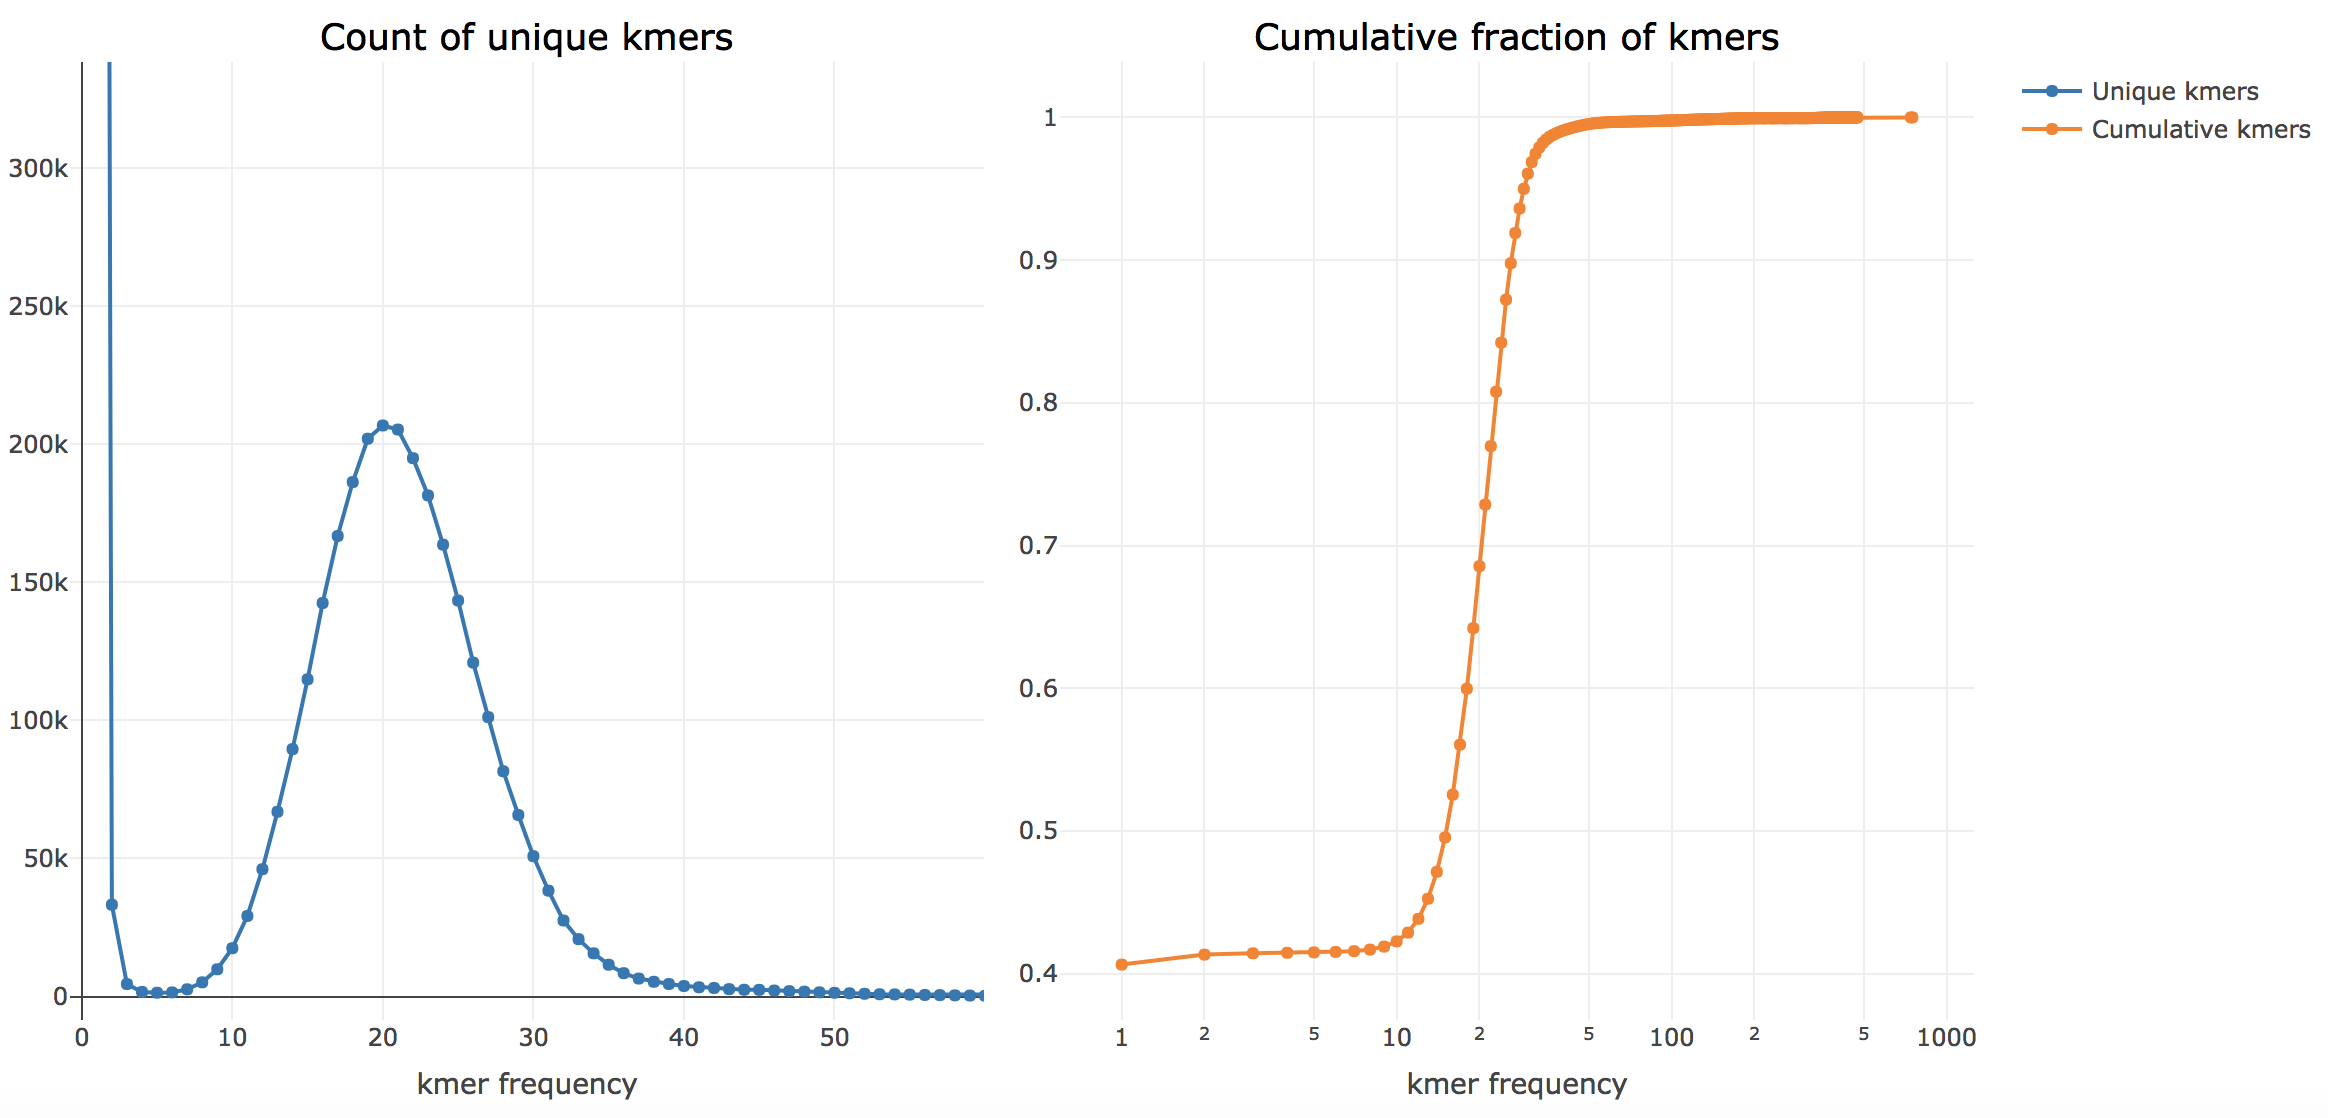 Count of unique kmers
300k
250k
200k
150k
100k
50k
0
0 10 20 30 40 50
kmer frequency
Cumulative fraction of kmers
1
0.9
0.8
0.7
0.6
0.5
0.4
1 2 5 10 2 5 100 2 5 1000
kmer frequency
Unique kmers
Cumulative kmers